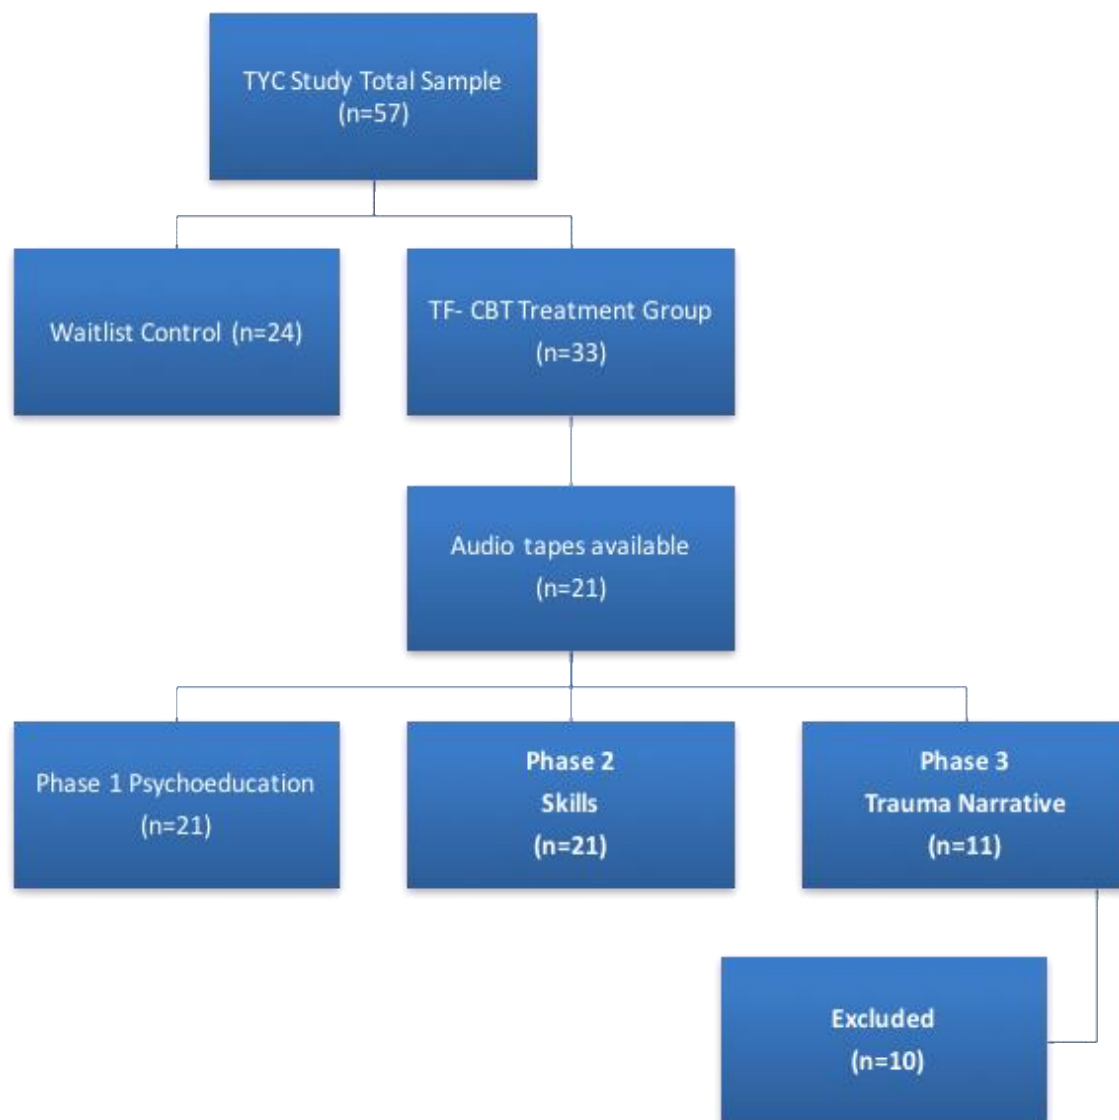 TYC Study Total Sample
(n=57)
Waitlist Control (n=24)
TF- CBT Treatment Group
(n=33)
Audio tapes available
(n=21)
Phase 1 Psychoeducation
(n=21)
Phase 2
Skills
(n=21)
Phase 3
Trauma Narrative
(n=11)
Excluded
(n=10)